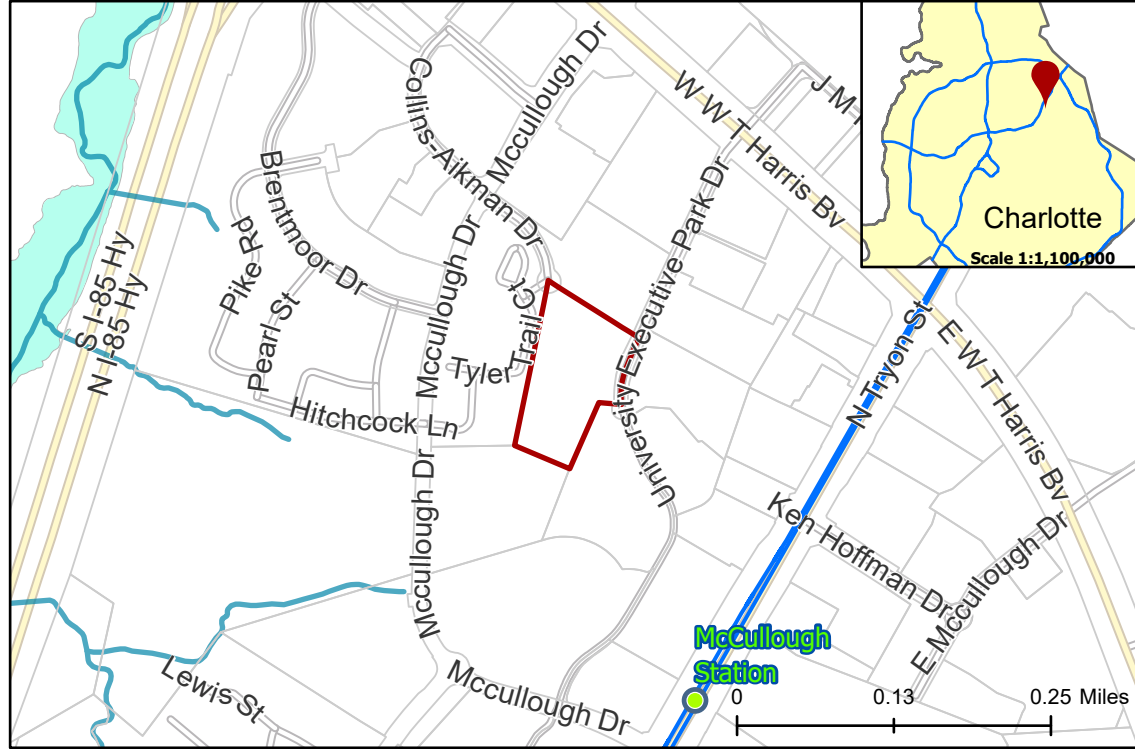 Mccullough Dr
Collins-Aikman Dr
W W T Harris Bv
J M
Charlotte
Scale 1:1,100,000
Brentmoor Dr
Mccullough Dr
University Executive Park Dr
Pike Rd
Pearl St
S I-85 Hy
N I-85 Hy
Tyler Trail Ct
Hitchcock Ln
N Tryon St
E W T Harris Bv
Mccullough Dr
Ken Hoffman Dr
E Mccullough Dr
McCullough
Station
Lewis St
Mccullough Dr
0 0.13 0.25 Miles